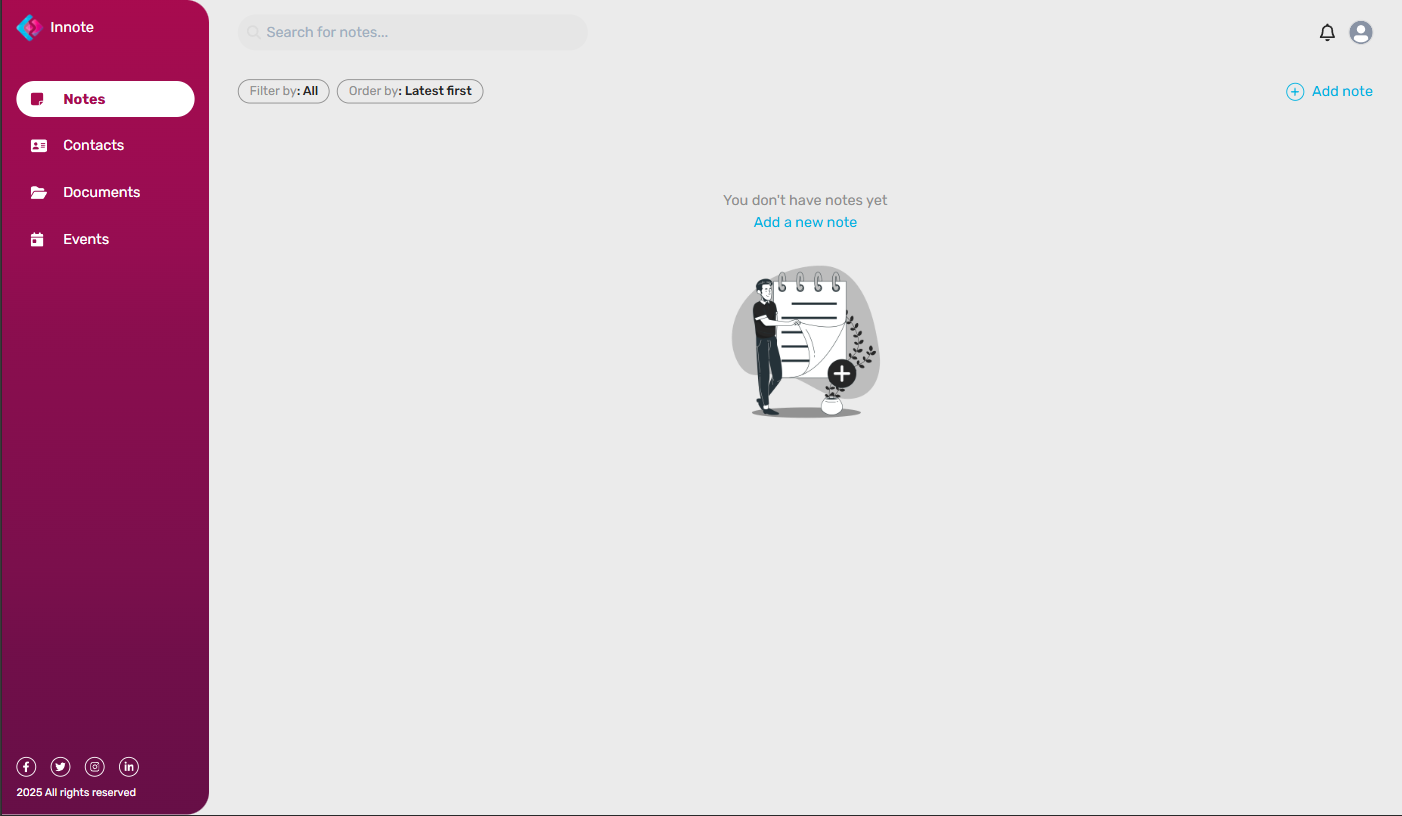 Innote
Search for notes...
Notes
Filter by: All
Order by: Latest first
Add note
Contacts
Documents
Events
You don't have notes yet
Add a new note
2025 All rights reserved